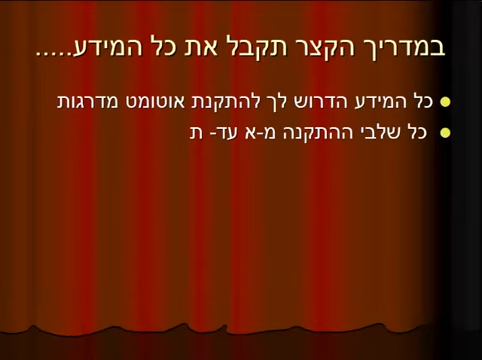 במדריך הקצר תקבל את כל המידע.....
כל המידע הדרוש לך להתקנת אוטומט מדרגות
כל שלבי ההתקנה מ-א עד- ת